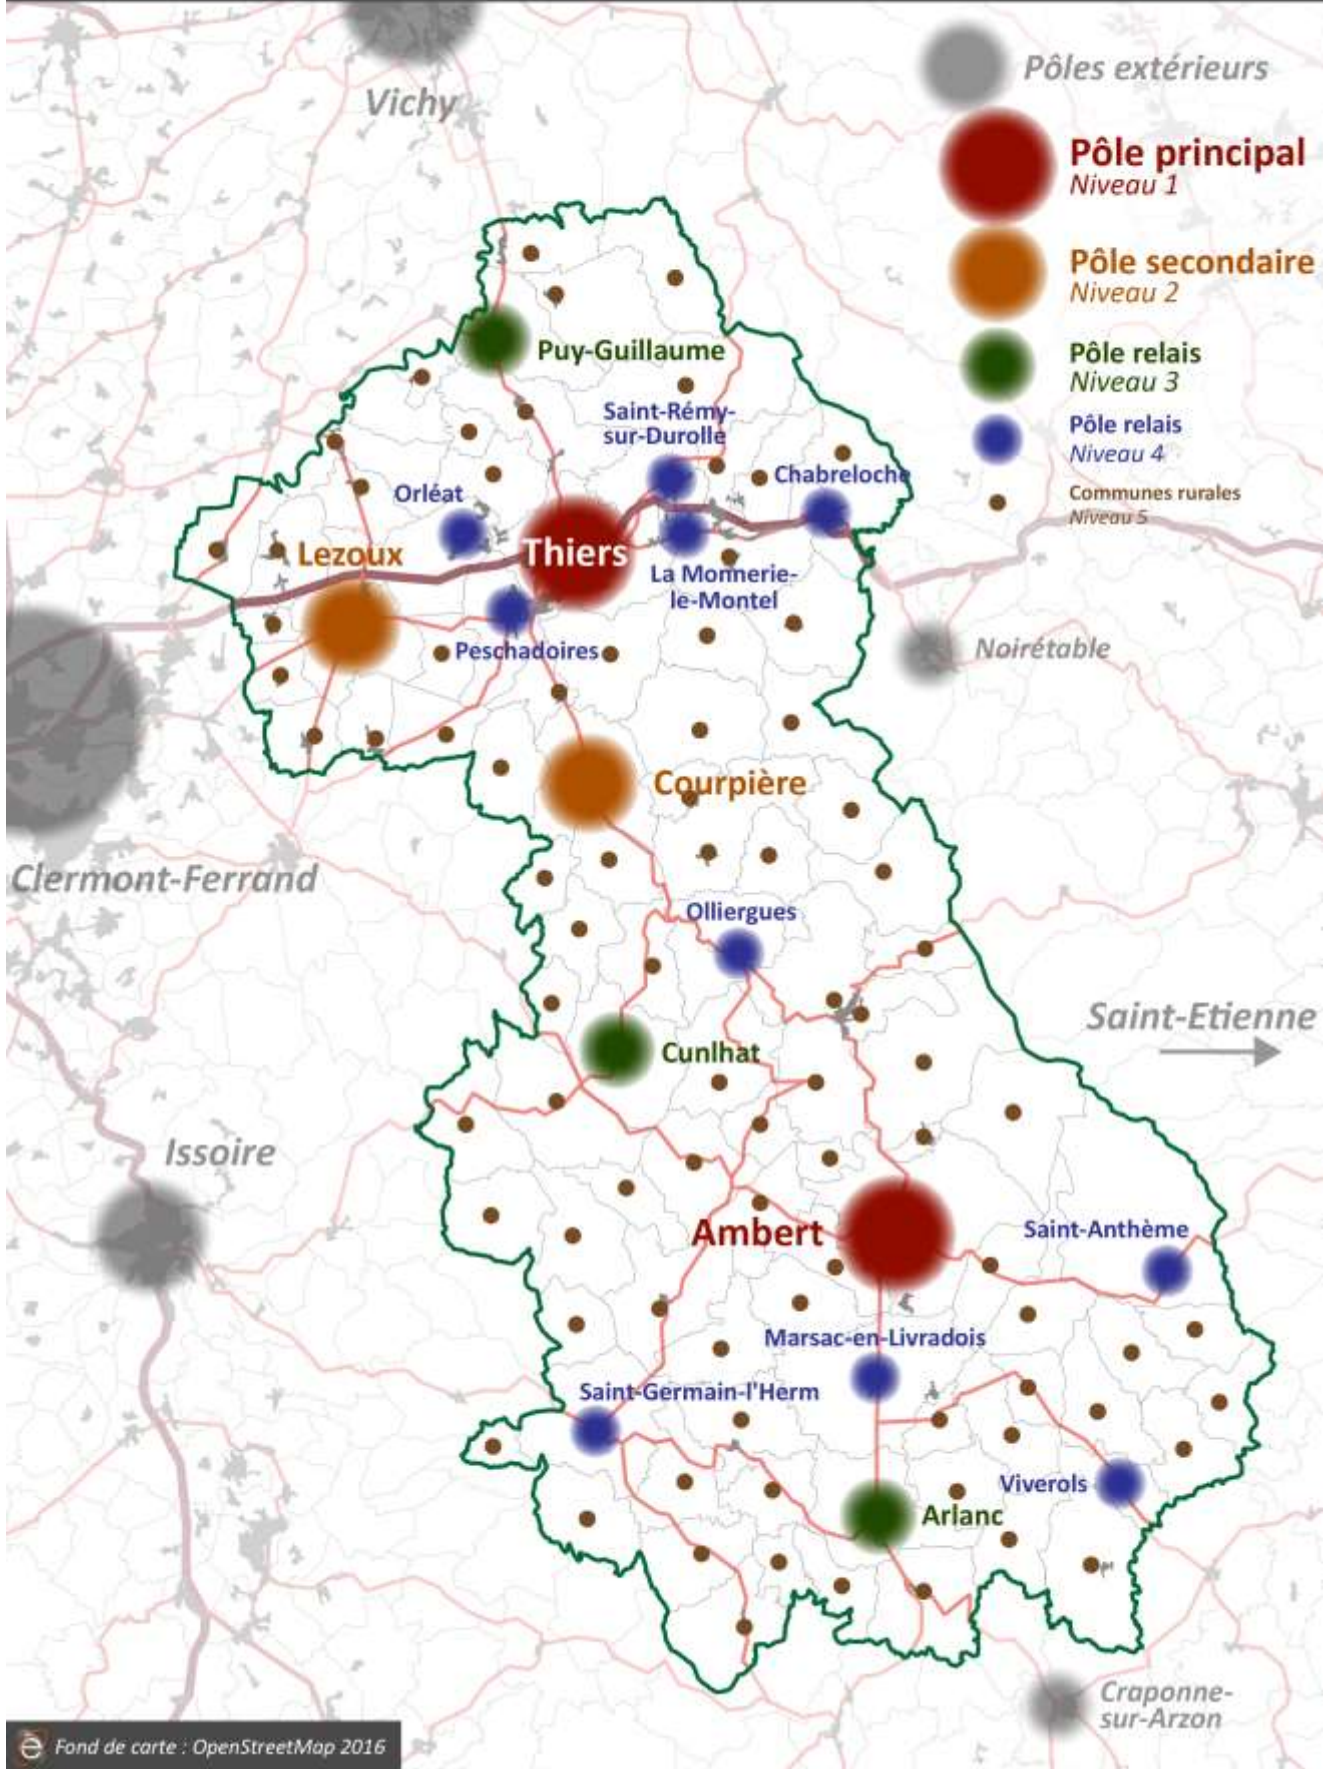 Vichy
Pôles extérieurs
Pôle principal
Niveau 1
Pôle secondaire
Niveau 2
Puy-Guillaume
Pôle relais
Niveau 3
Saint-Rémy-
sur-Durolle
Pôle relais
Niveau 4
Chabreloche
Orléat
Communes rurales
Niveau 5
Lezoux
Thiers
La Monnerie-
le-Montel
Peschadoires
Noirétable
Courpière
Clermont-Ferrand
Olliergues
Saint-Etienne
Cunlhat
Issoire
Ambert
Saint-Anthème
Marsac-en-Livradois
Saint-Germain-l'Herm
Viverols
Arlanc
Craponne-
sur-Arzon
Fond de carte : OpenStreetMap 2016